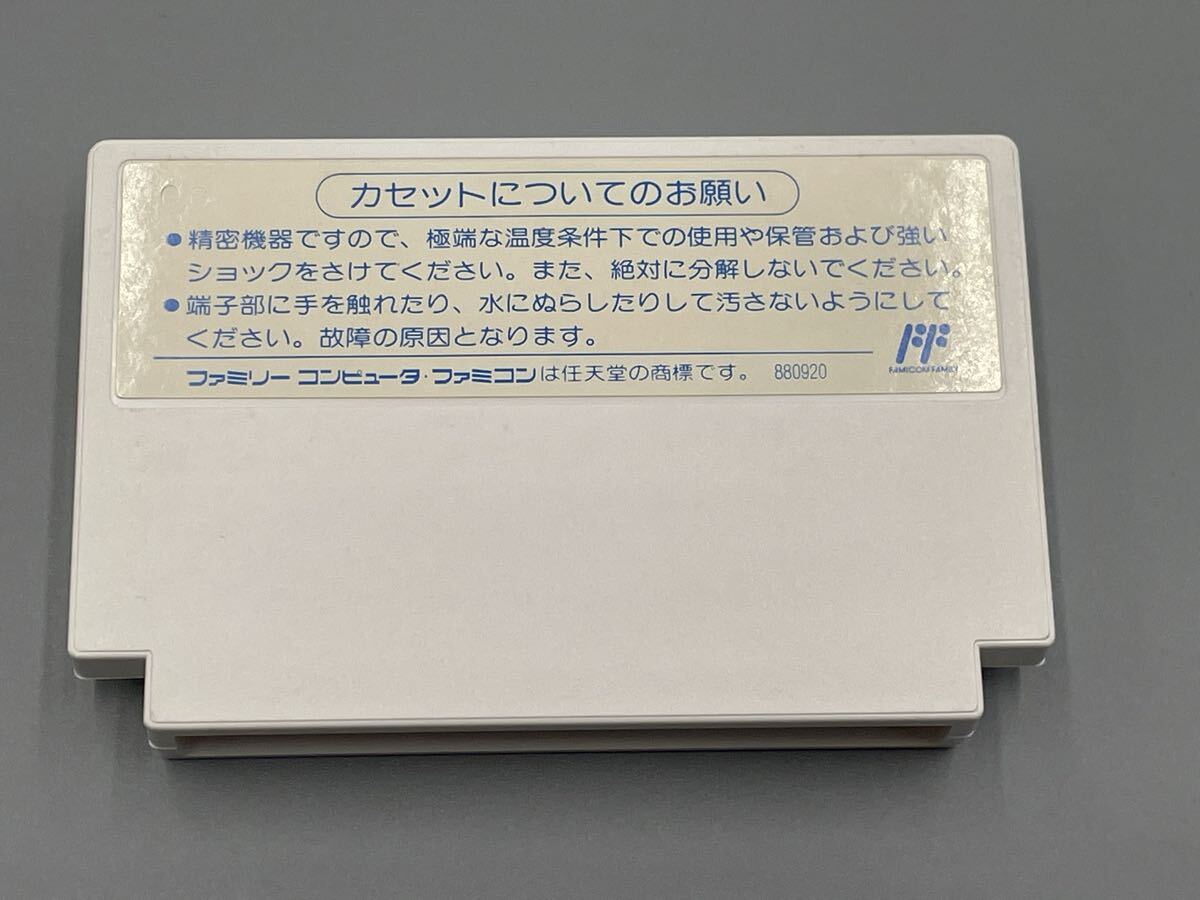 カセットについてのお願い
●精密機器ですので、極端な温度条件下での使用や保管および強い
ショックをさけてください。また、絶対に分解しないでください。
●端子部に手を触れたり、水にぬらしたりして汚さないようにして
ください。故障の原因となります。
FF
FAMICOM FAMILY
ファミリー コンピュータ・ファミコンは任天堂の商標です。 880920